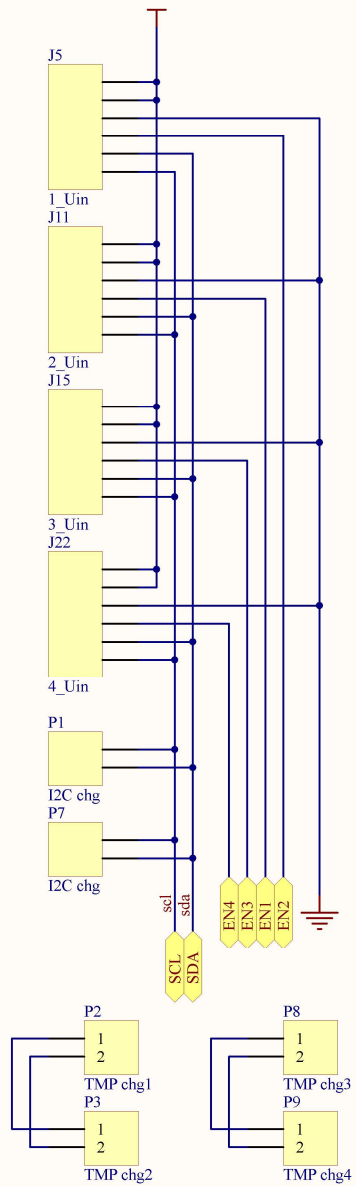 J5
1_Uin
J11
2_Uin
J15
3_Uin
J22
4_Uin
P1
I2C chg
P7
I2C chg
scl
sda
EN4
EN3
EN1
EN2
SCL
SDA
P2
1
2
TMP chg1
P3
1
2
TMP chg2
P8
1
2
TMP chg3
P9
1
2
TMP chg4